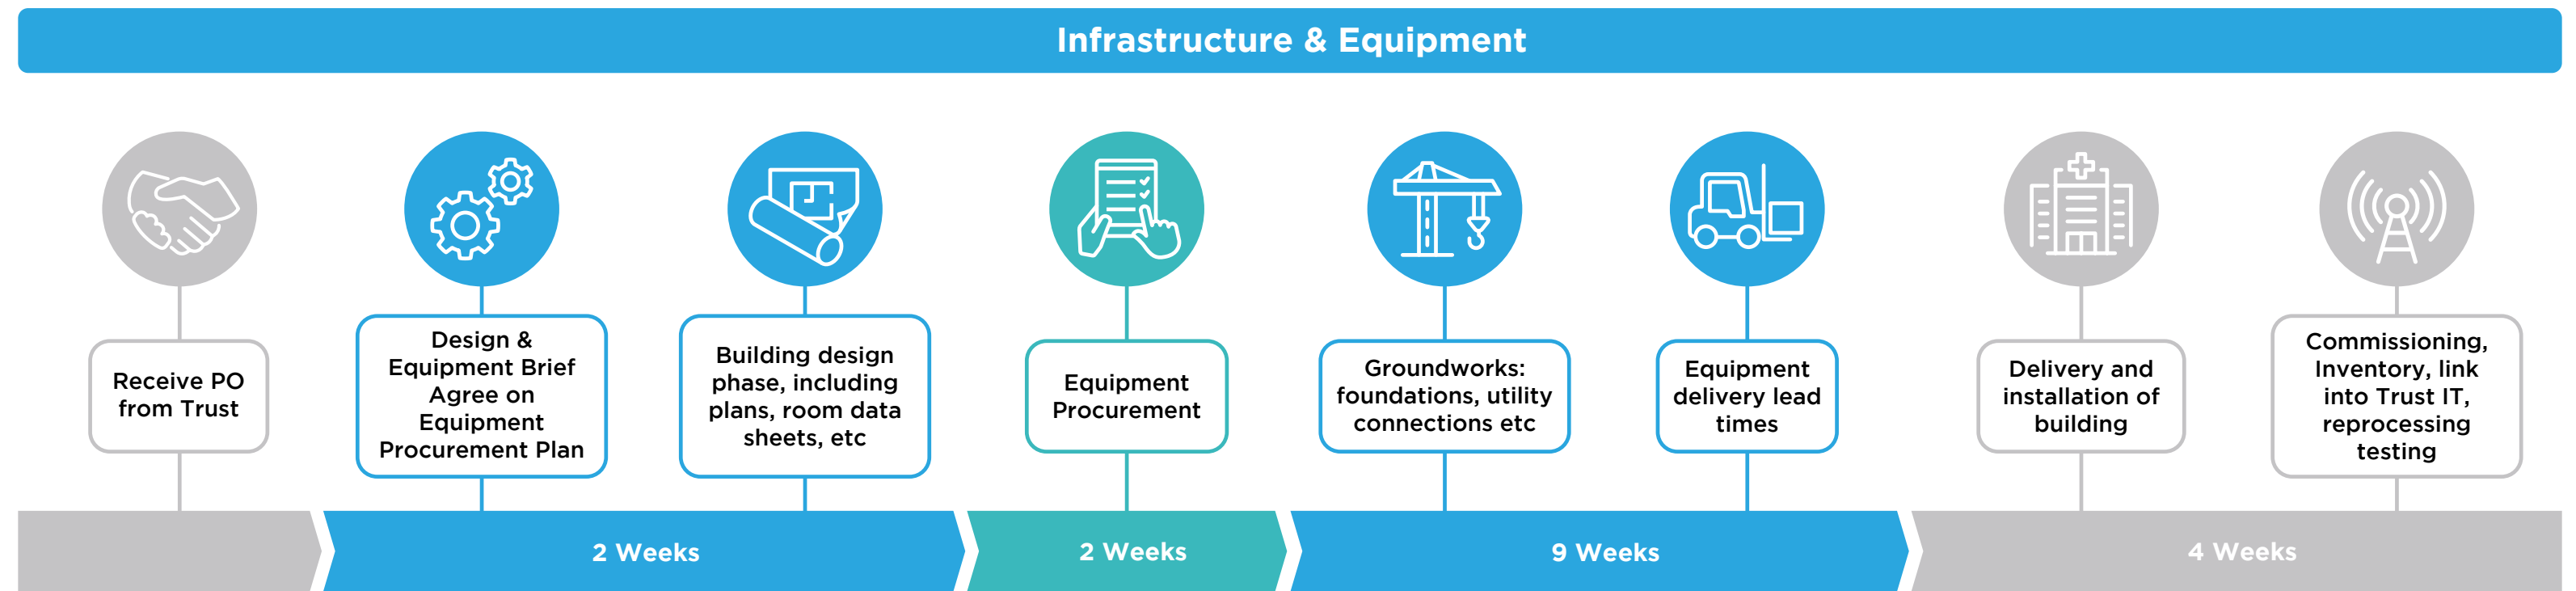 Infrastructure & Equipment
Receive PO
from Trust
Design &
Equipment Brief
Agree on
Equipment
Procurement Plan
Building design
phase, including
plans, room data
sheets, etc
Equipment
Procurement
Groundworks:
foundations, utility
connections etc
Equipment
delivery lead
times
Delivery and
installation of
building
Commissioning,
Inventory, link
into Trust IT,
reprocessing
testing
2 Weeks
2 Weeks
9 Weeks
4 Weeks